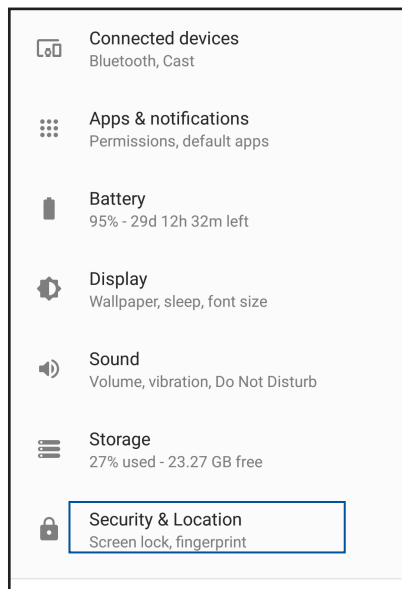 Connected devices
Bluetooth, Cast
Apps & notifications
Permissions, default apps
Battery
95% - 29d 12h 32m left
Display
Wallpaper, sleep, font size
Sound
Volume, vibration, Do Not Disturb
Storage
27% used - 23.27 GB free
Security & Location
Screen lock, fingerprint